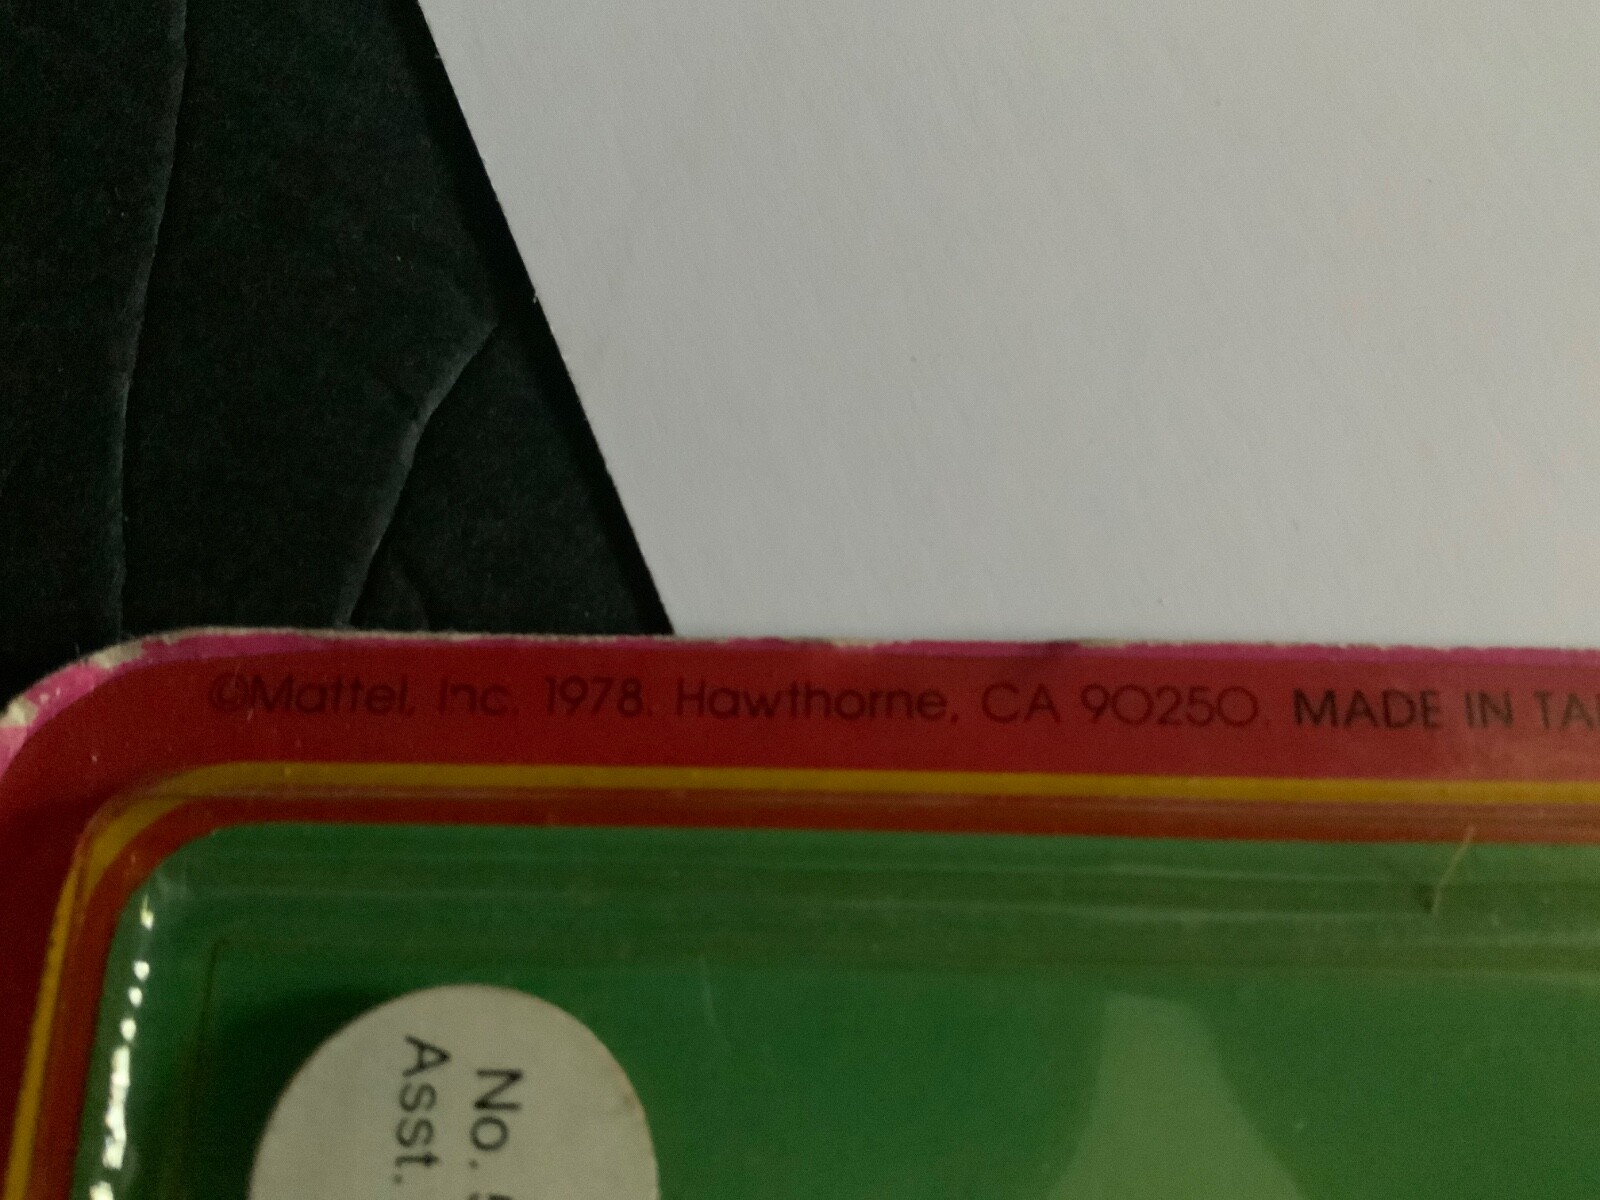 ©Mattel, Inc. 1978. Hawthorne, CA 90250. MADE IN
No.
Asst.